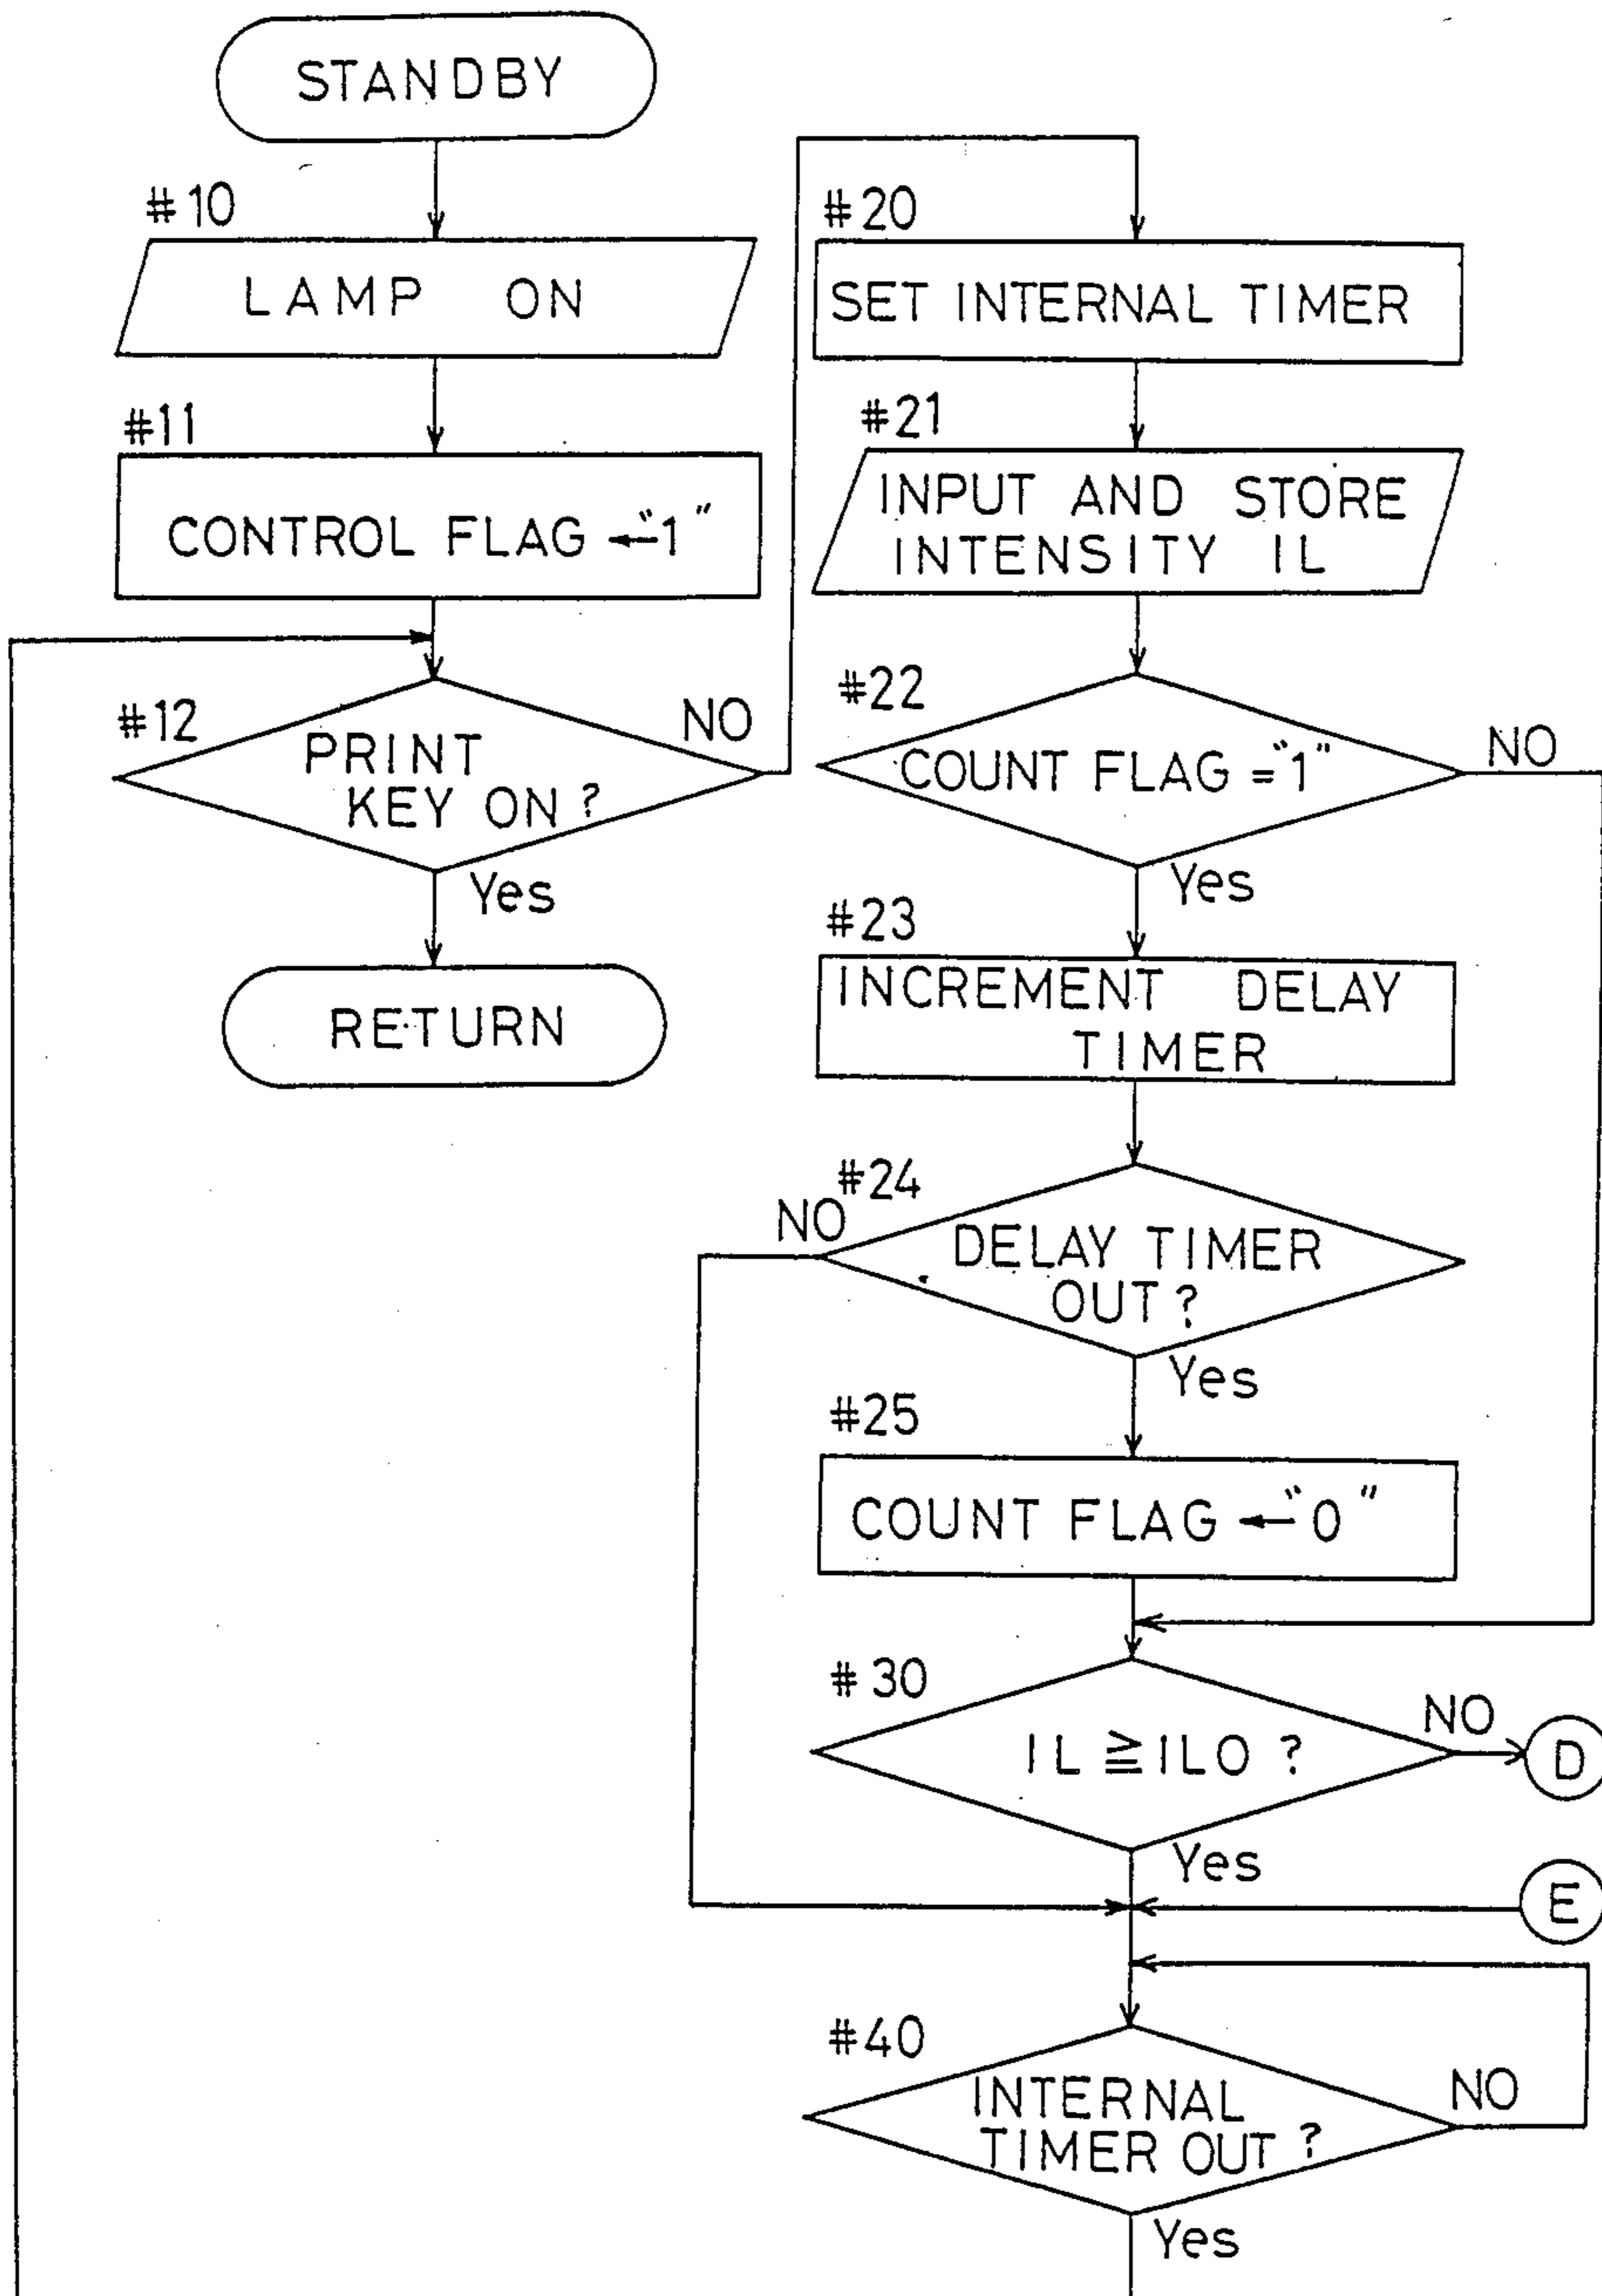 STANDBY
#10
LAMP ON
#11
CONTROL FLAG ← "1"
#12
PRINT
KEY ON ?
NO
Yes
RETURN
#20
SET INTERNAL TIMER
#21
INPUT AND STORE
INTENSITY IL
#22
COUNT FLAG = "1"
NO
Yes
#23
INCREMENT DELAY
TIMER
#24
NO
DELAY TIMER
OUT ?
Yes
#25
COUNT FLAG ← "0"
#30
IL ≧ ILO ?
NO
D
Yes
E
#40
INTERNAL
TIMER OUT ?
NO
Yes